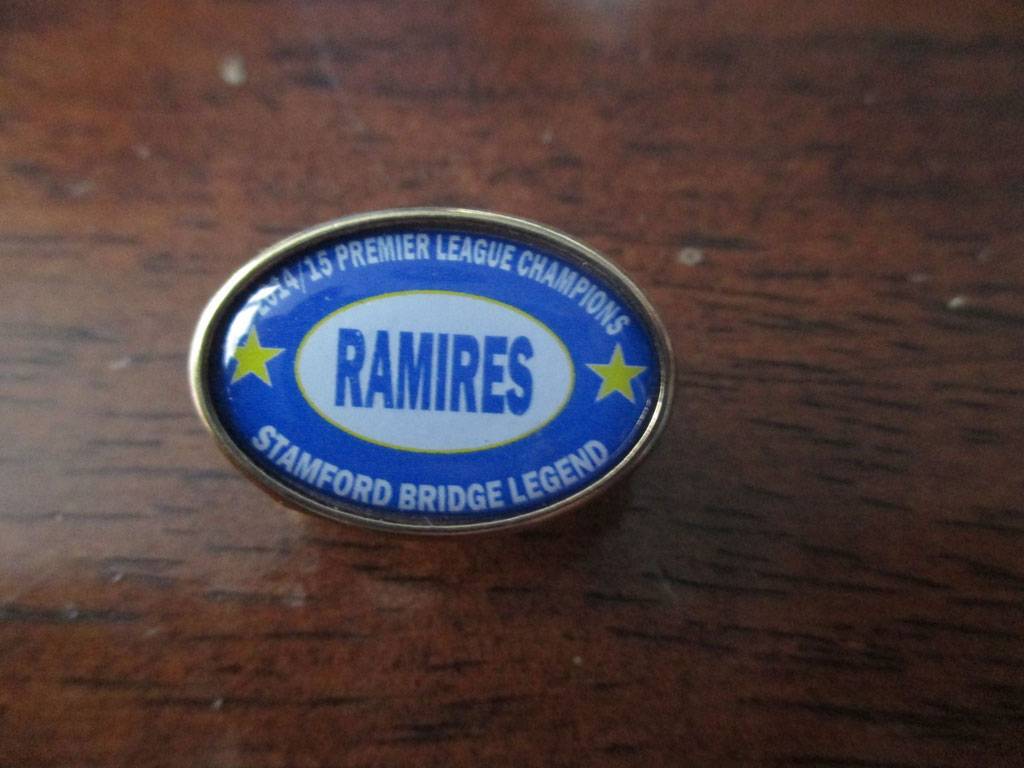 2014/15 PREMIER LEAGUE CHAMPIONS
RAMIRES
STAMFORD BRIDGE LEGEND